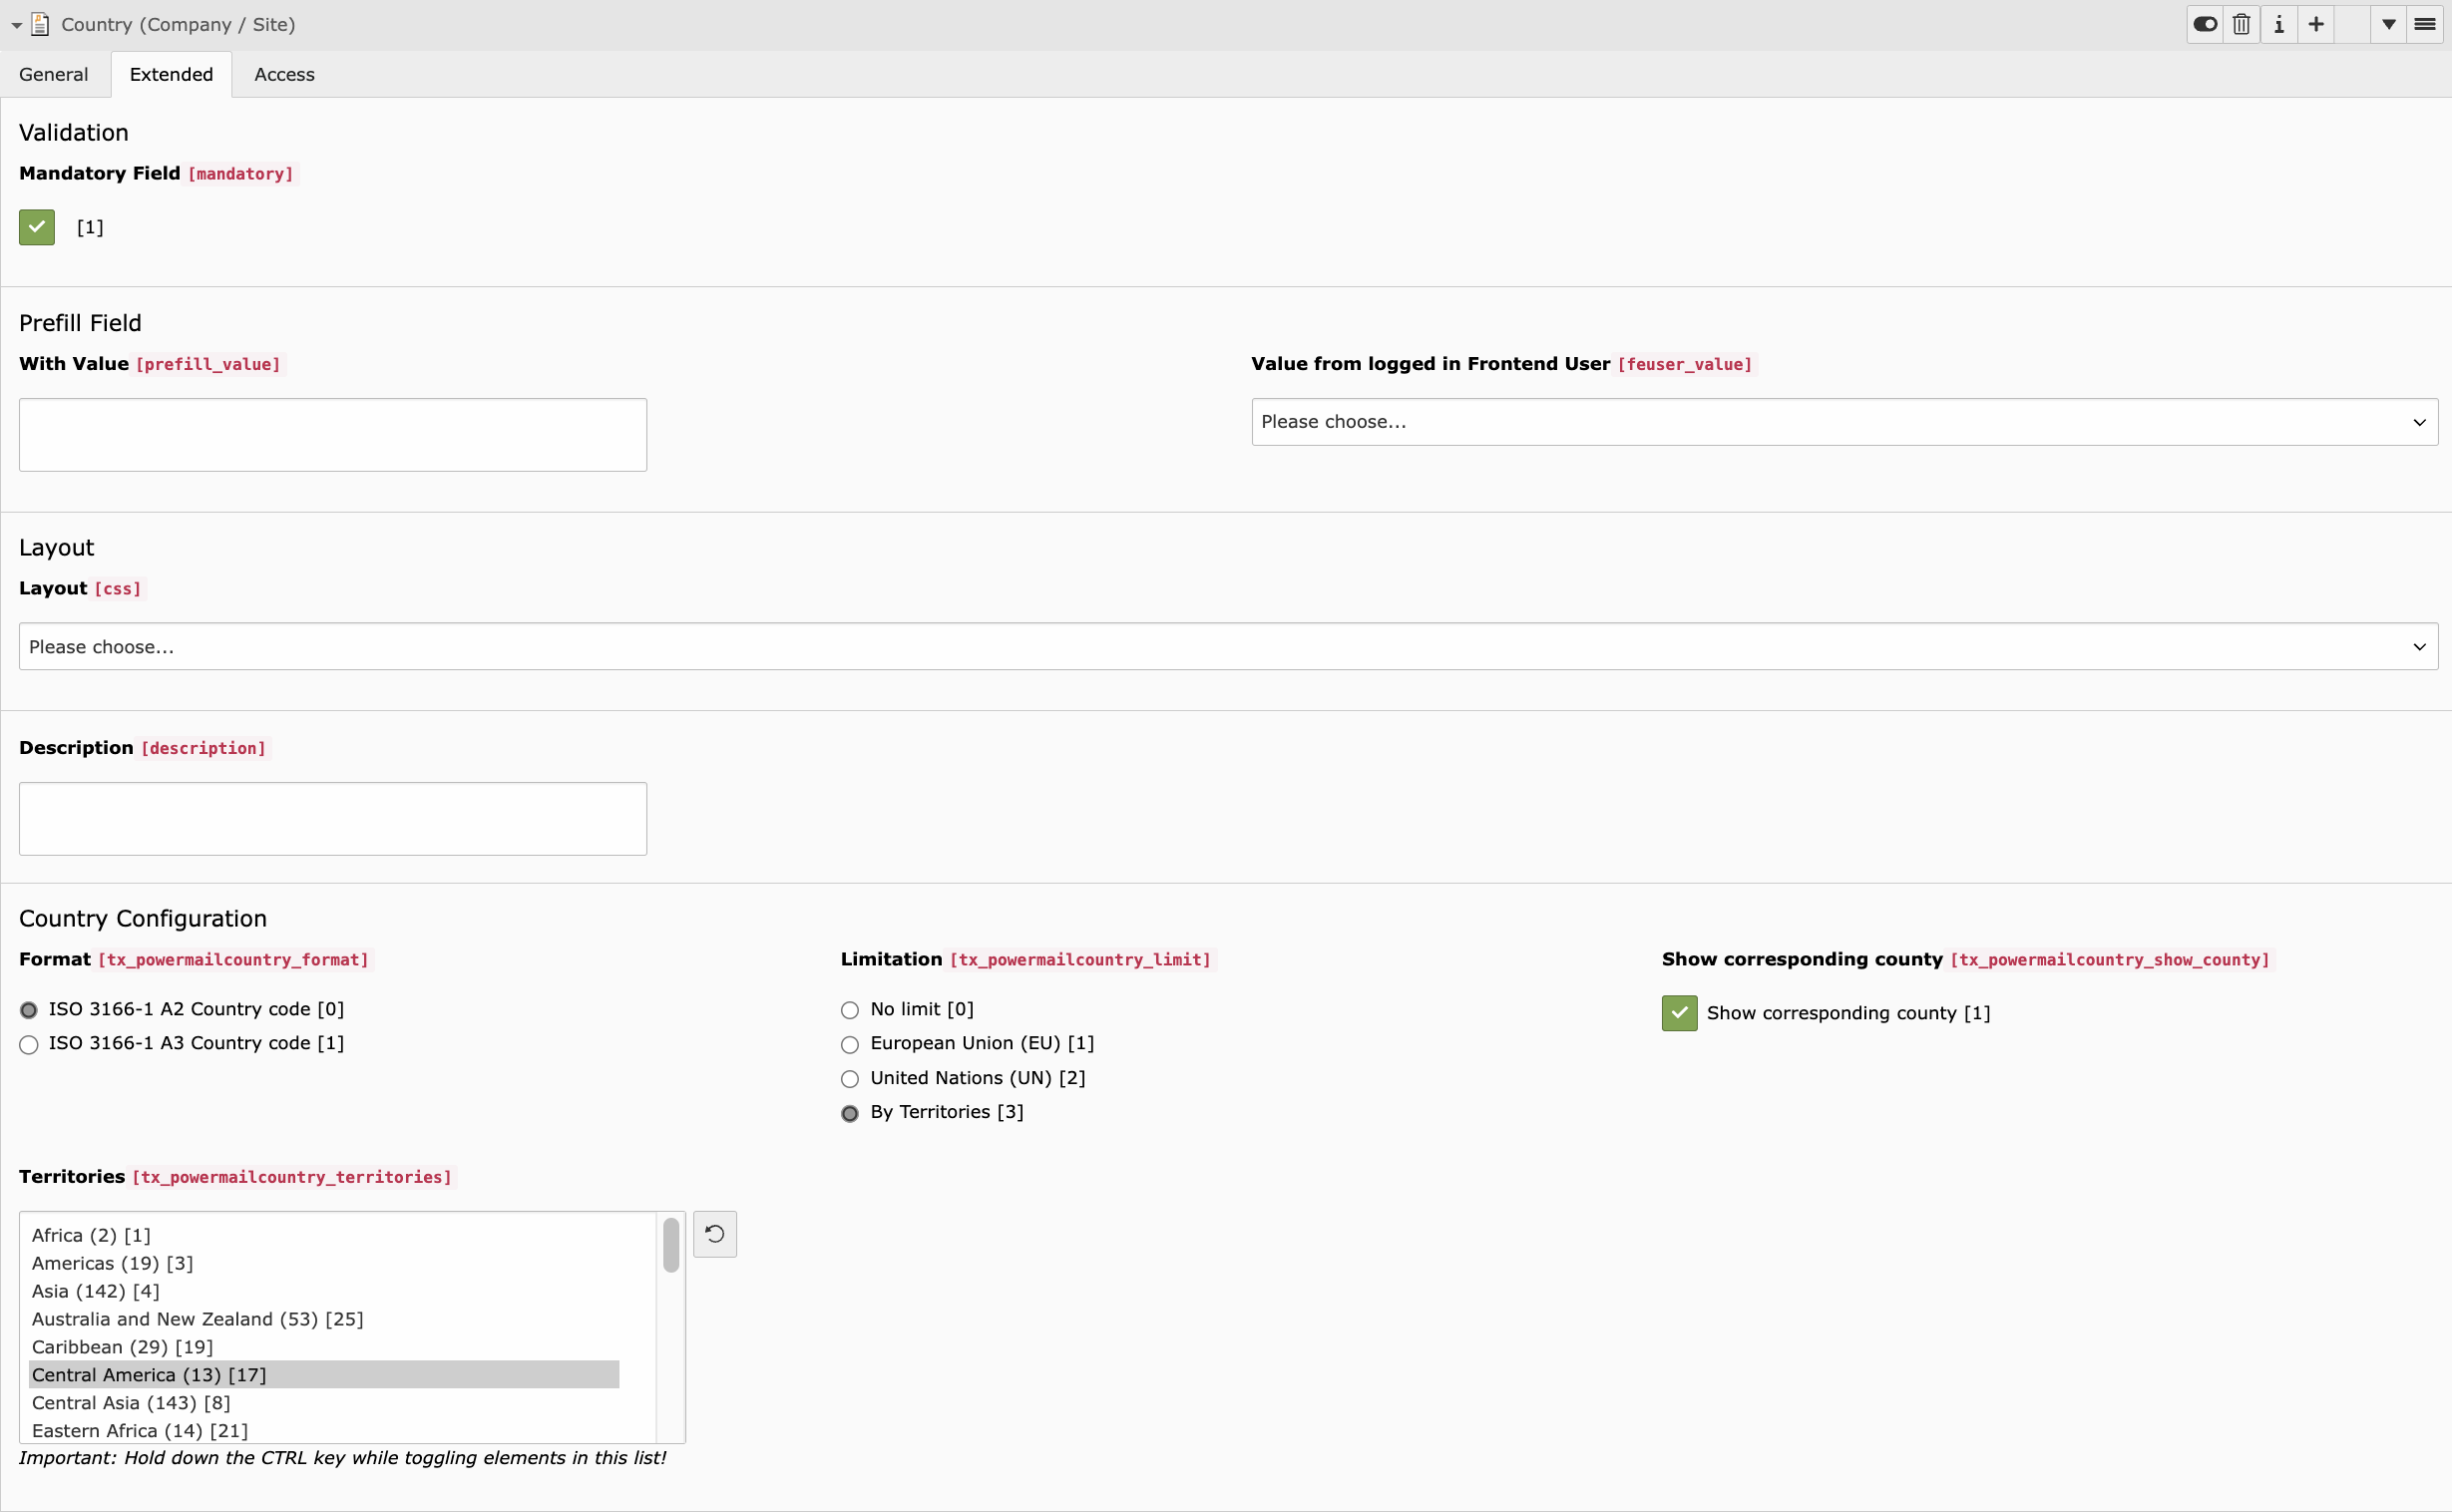 Country (Company / Site)
General
Extended
Access
Validation
Mandatory Field [mandatory]
[1]
Prefill Field
With Value [prefill_value]
Value from logged in Frontend User [feuser_value]
Please choose...
Layout
Layout [css]
Please choose...
Description [description]
Country Configuration
Format [tx_powermailcountry_format]
ISO 3166-1 A2 Country code [0]
ISO 3166-1 A3 Country code [1]
Limitation [tx_powermailcountry_limit]
No limit [0]
European Union (EU) [1]
United Nations (UN) [2]
By Territories [3]
Show corresponding county [tx_powermailcountry_show_county]
Show corresponding county [1]
Territories [tx_powermailcountry_territories]
Africa (2) [1]
Americas (19) [3]
Asia (142) [4]
Australia and New Zealand (53) [25]
Caribbean (29) [19]
Central America (13) [17]
Central Asia (143) [8]
Eastern Africa (14) [21]
Important: Hold down the CTRL key while toggling elements in this list!